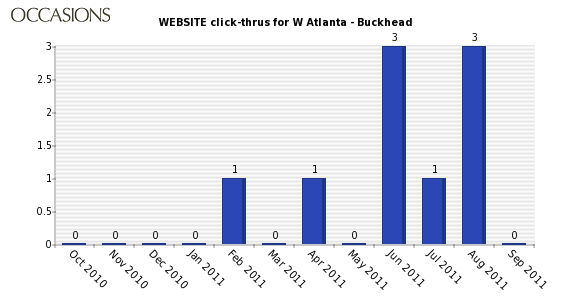 OCCASIONS
WEBSITE click-thrus for W Atlanta - Buckhead
3
2.5
2
1.5
1
0.5
0
0 0 0 0 1 0 1 0 3 1 3 0
Oct 2010 Nov 2010 Dec 2010 Jan 2011 Feb 2011 Mar 2011 Apr 2011 May 2011 Jun 2011 Jul 2011 Aug 2011 Sep 2011